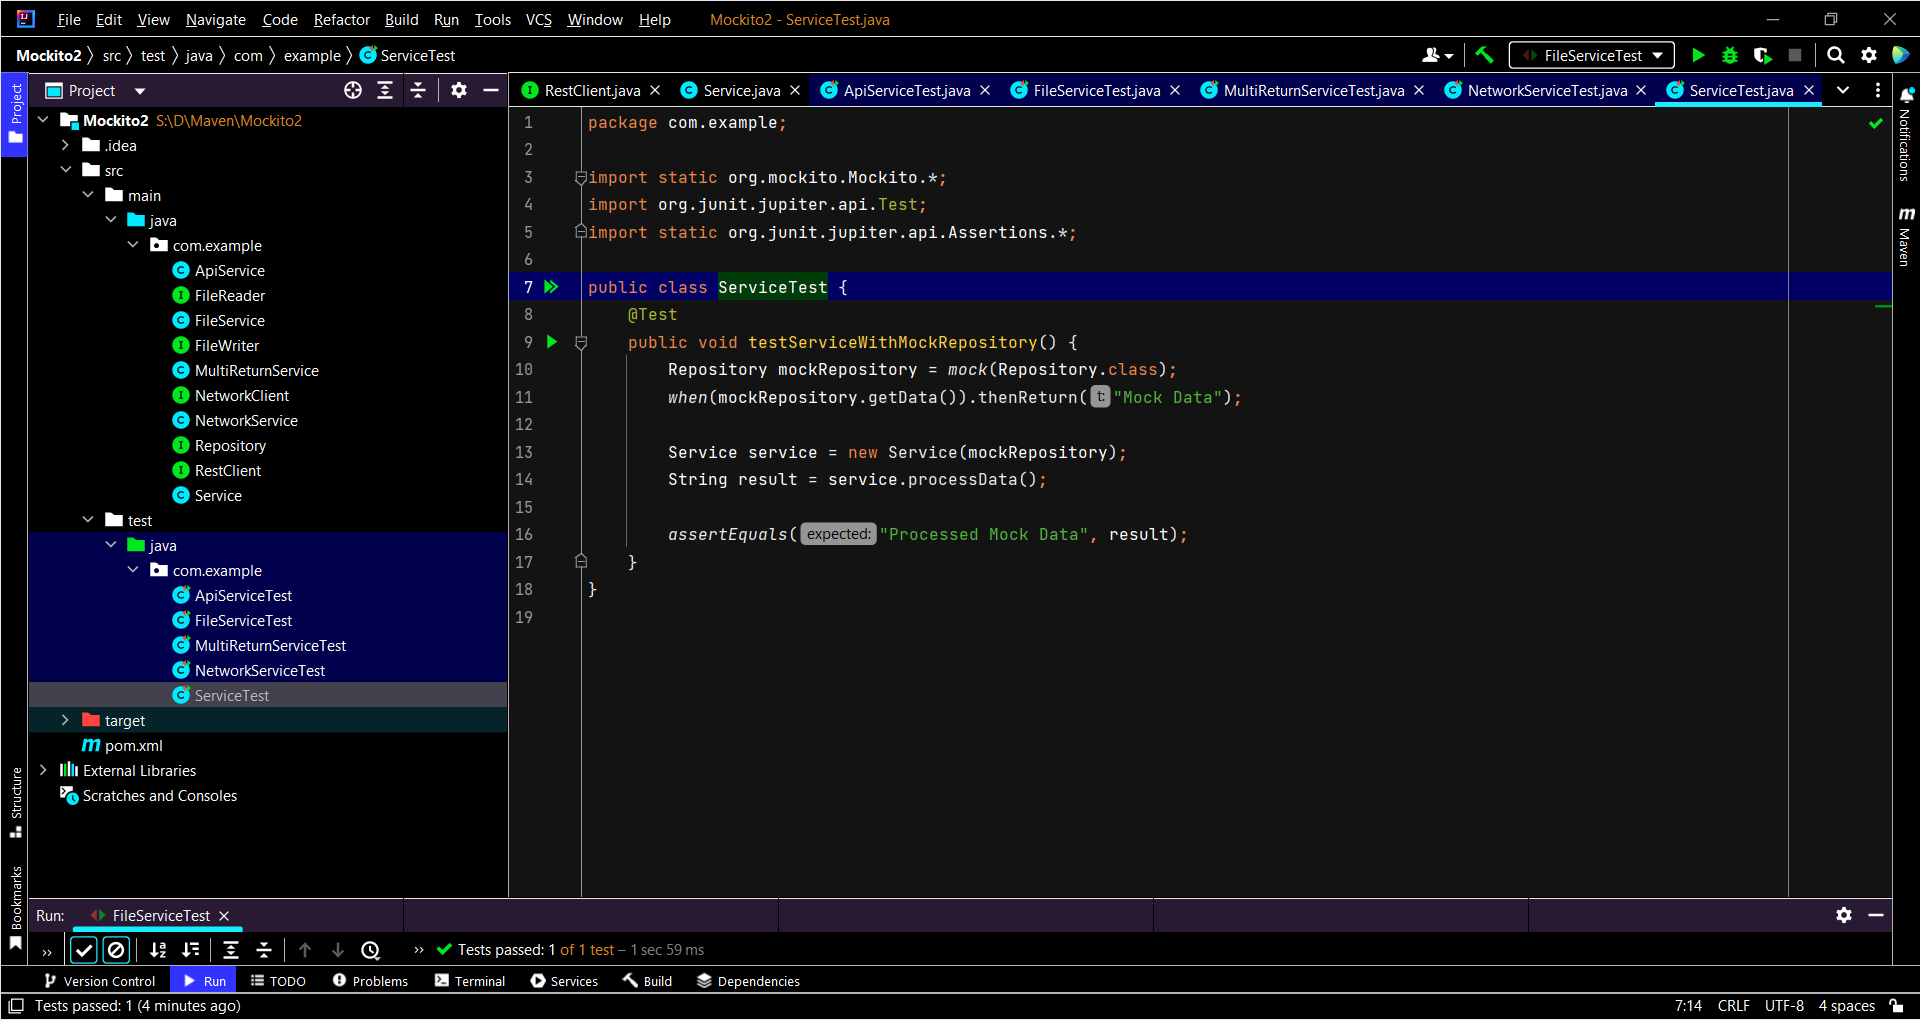 File Edit View Navigate Code Refactor Build Run Tools VCS Window Help Mockito2 - ServiceTest.java
Mockito2 src test java com example ServiceTest FileServiceTest
Project
Project
RestClient.java Service.java ApiServiceTest.java FileServiceTest.java MultiReturnServiceTest.java NetworkServiceTest.java ServiceTest.java
Mockito2 S:\D\Maven\Mockito2
.idea
src
main
java
com.example
ApiService
FileReader
FileService
FileWriter
MultiReturnService
NetworkClient
NetworkService
Repository
RestClient
Service
test
java
com.example
ApiServiceTest
FileServiceTest
MultiReturnServiceTest
NetworkServiceTest
ServiceTest
target
pom.xml
External Libraries
Scratches and Consoles
Structure
Bookmarks
1 package com.example;
2
3 import static org.mockito.Mockito.*;
4 import org.junit.jupiter.api.Test;
5 import static org.junit.jupiter.api.Assertions.*;
6
7 public class ServiceTest {
8 @Test
9 public void testServiceWithMockRepository() {
10 Repository mockRepository = mock(Repository.class);
11 when(mockRepository.getData()).thenReturn( t: "Mock Data");
12
13 Service service = new Service(mockRepository);
14 String result = service.processData();
15
16 assertEquals( expected: "Processed Mock Data", result);
17 }
18 }
19
Notifications
Maven
Run: FileServiceTest
Tests passed: 1 of 1 test – 1 sec 59 ms
Version Control Run TODO Problems Terminal Services Build Dependencies
Tests passed: 1 (4 minutes ago) 7:14 CRLF UTF-8 4 spaces